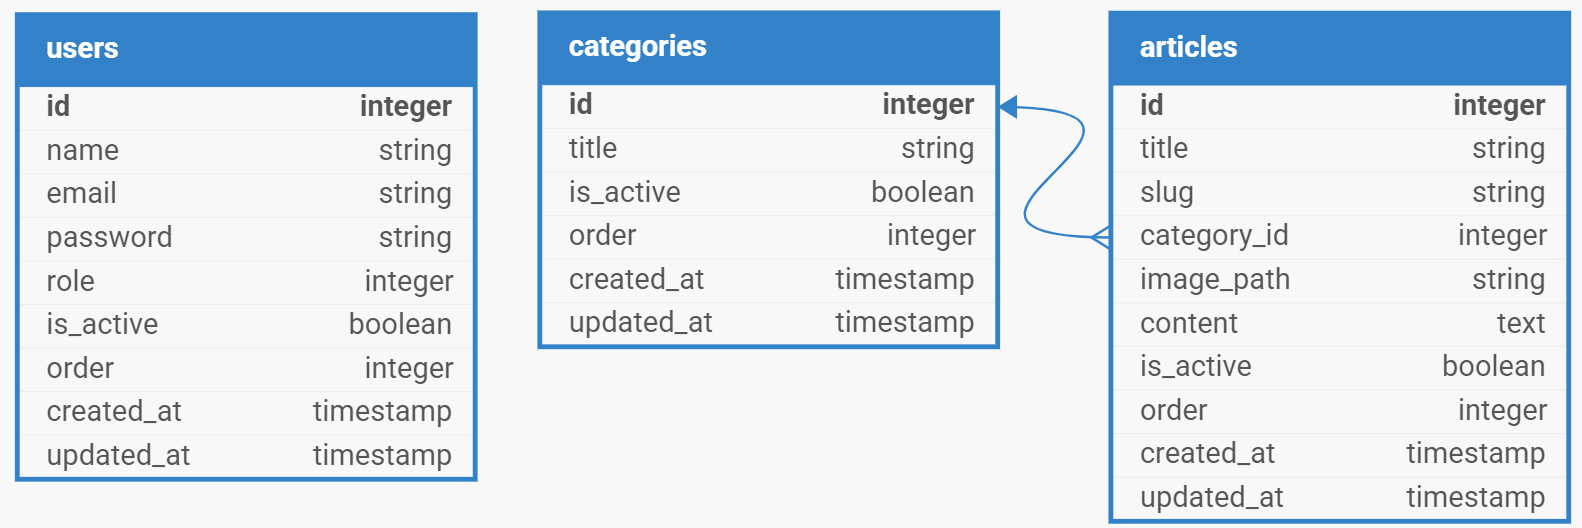 users
id integer
name string
email string
password string
role integer
is_active boolean
order integer
created_at timestamp
updated_at timestamp
categories
id integer
title string
is_active boolean
order integer
created_at timestamp
updated_at timestamp
articles
id integer
title string
slug string
category_id integer
image_path string
content text
is_active boolean
order integer
created_at timestamp
updated_at timestamp